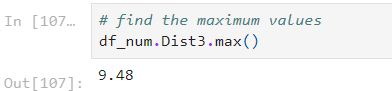 In [107...
# find the maximum values
df_num.Dist3.max()
Out[107]:
9.48